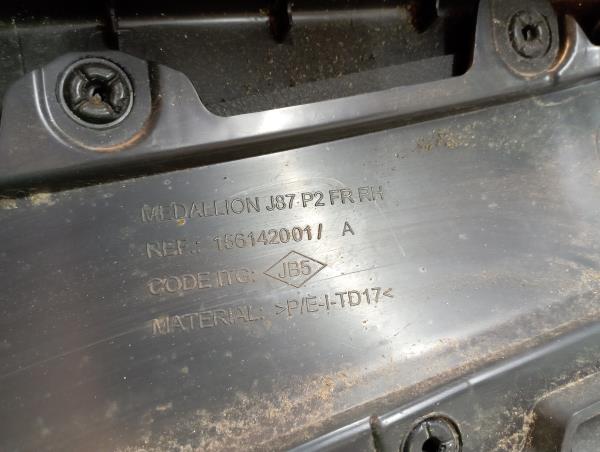 MEDALLION J87 P2 FR RH
REF.: 156142001 / A
CODE ITG: JB5
MATERIAL: >P/E-I-TD17<